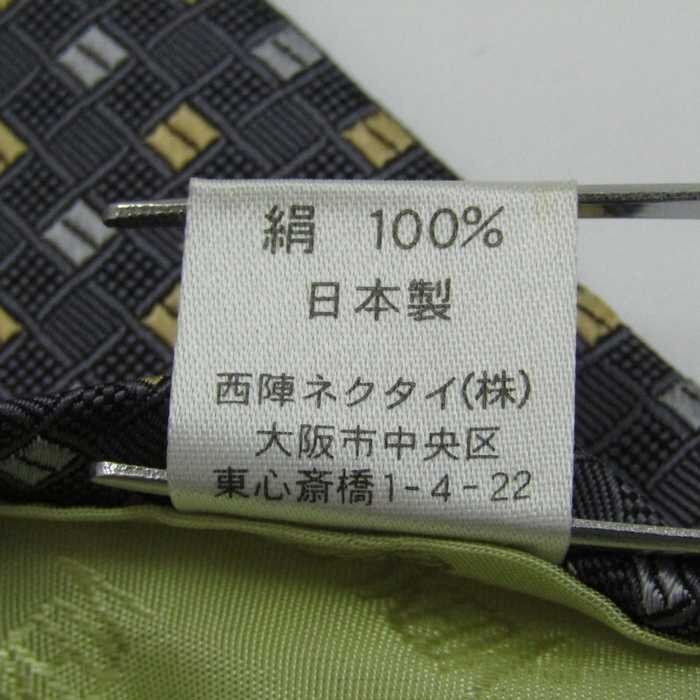 絹 100%
日本製
西陣ネクタイ(株)
大阪市中央区
東心斎橋1-4-22